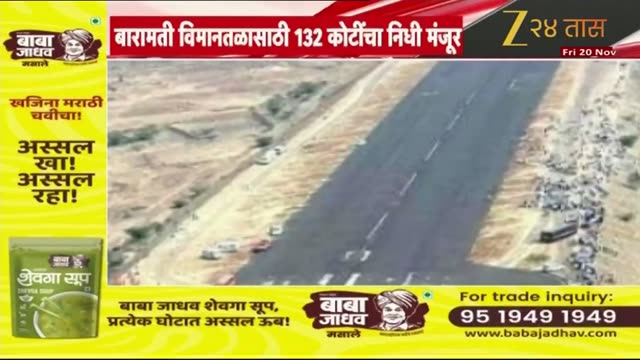 बाबा
जाधव
मसाले
बारामती विमानतळासाठी 132 कोटींचा निधी मंजूर
Z २४ तास
Fri 20 Nov
खजिना मराठी
चवीचा!
अस्सल
खा!
अस्सल
रहा!
बाबा
जाधव
शेवगा सूप
बाबा जाधव शेवगा सूप,
प्रत्येक घोटात अस्सल ऊब!
बाबा
जाधव
मसाले
For trade inquiry:
95 1949 1949
www.babajadhav.com